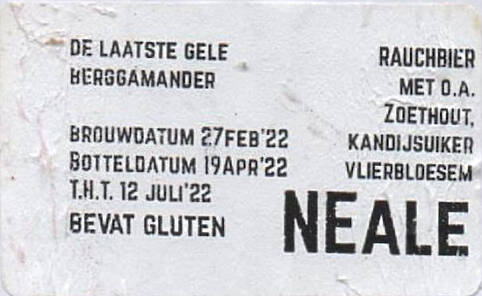 DE LAATSTE GELE
BERGGAMANDER
BROUWDATUM 27FEB'22
BOTTELDATUM 19APR'22
T.H.T. 12 JULI'22
BEVAT GLUTEN
RAUCHBIER
MET O.A.
ZOETHOUT,
KANDIJSUIKER
VLIERBLOESEM
NEALE